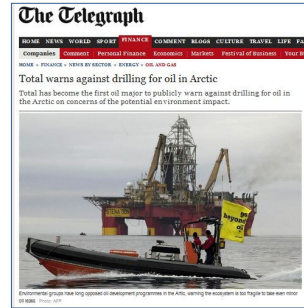 The Telegraph
HOME NEWS WORLD SPORT FINANCE COMMENT BLOGS CULTURE TRAVEL LIFE FA
Companies Comment Personal Finance Economics Markets Festival of Business Your B
HOME » FINANCE » NEWS BY SECTOR » ENERGY » OIL AND GAS
Total warns against drilling for oil in Arctic
Total has become the first oil major to publicly warn against drilling for oil in
the Arctic on concerns of the potential environment impact.
go
beyond
oil
Environmental groups have long opposed oil development programmes in the Artic, warning the ecosystem is too fragile to take even minor
oil leaks Photo: AFP